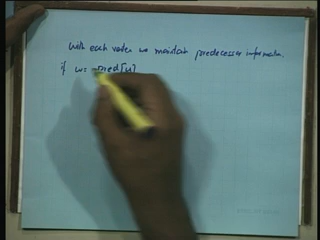 With each vertex we maintain predecessor information.
if w = pred[u]